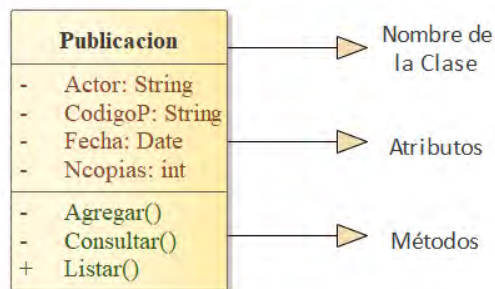 Publicacion
- Actor: String
- CodigoP: String
- Fecha: Date
- Ncopias: int
- Agregar()
- Consultar()
+ Listar()
Nombre de
la Clase
Atributos
Métodos